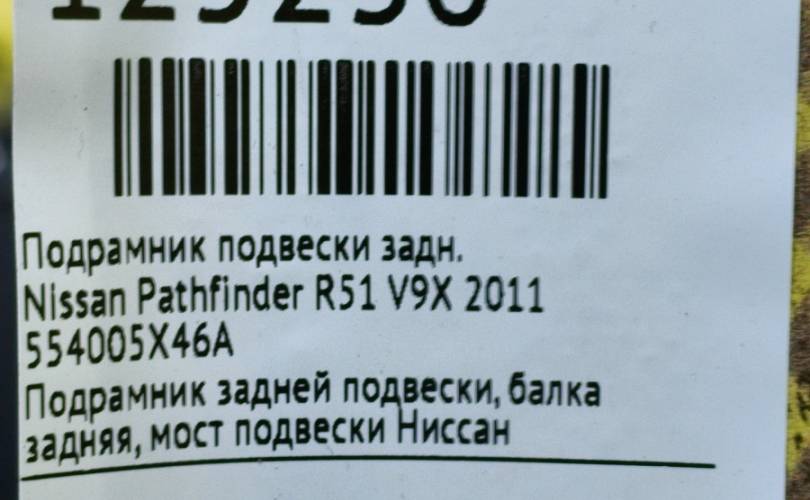 Подрамник подвески задн.
Nissan Pathfinder R51 V9X 2011
554005X46A
Подрамник задней подвески, балка
задняя, мост подвески Ниссан